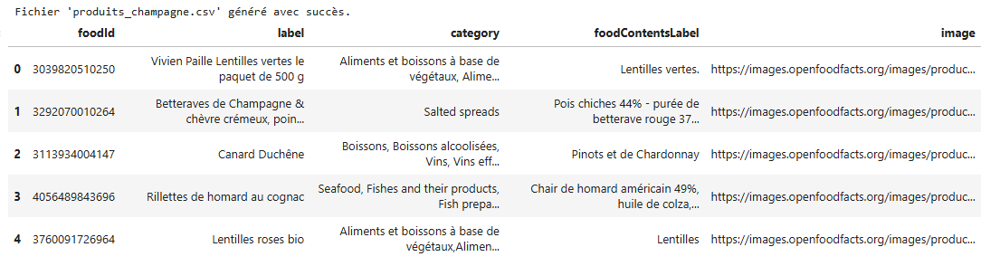 Fichier 'produits_champagne.csv' généré avec succès.
foodId label category foodContentsLabel image
0 3039820510250 Vivien Paille Lentilles vertes le paquet de 500 g Aliments et boissons à base de végétaux, Alime... Lentilles vertes. https://images.openfoodfacts.org/images/produc...
1 3292070010264 Betteraves de Champagne & chèvre crémeux, poin... Salted spreads Pois chiches 44% - purée de betterave rouge 37... https://images.openfoodfacts.org/images/produc...
2 3113934004147 Canard Duchêne Boissons, Boissons alcoolisées, Vins, Vins eff... Pinots et de Chardonnay https://images.openfoodfacts.org/images/produc...
3 4056489843696 Rillettes de homard au cognac Seafood, Fishes and their products, Fish prepa... Chair de homard américain 49%, huile de colza,... https://images.openfoodfacts.org/images/produc...
4 3760091726964 Lentilles roses bio Aliments et boissons à base de végétaux,Alimen... Lentilles https://images.openfoodfacts.org/images/produc...